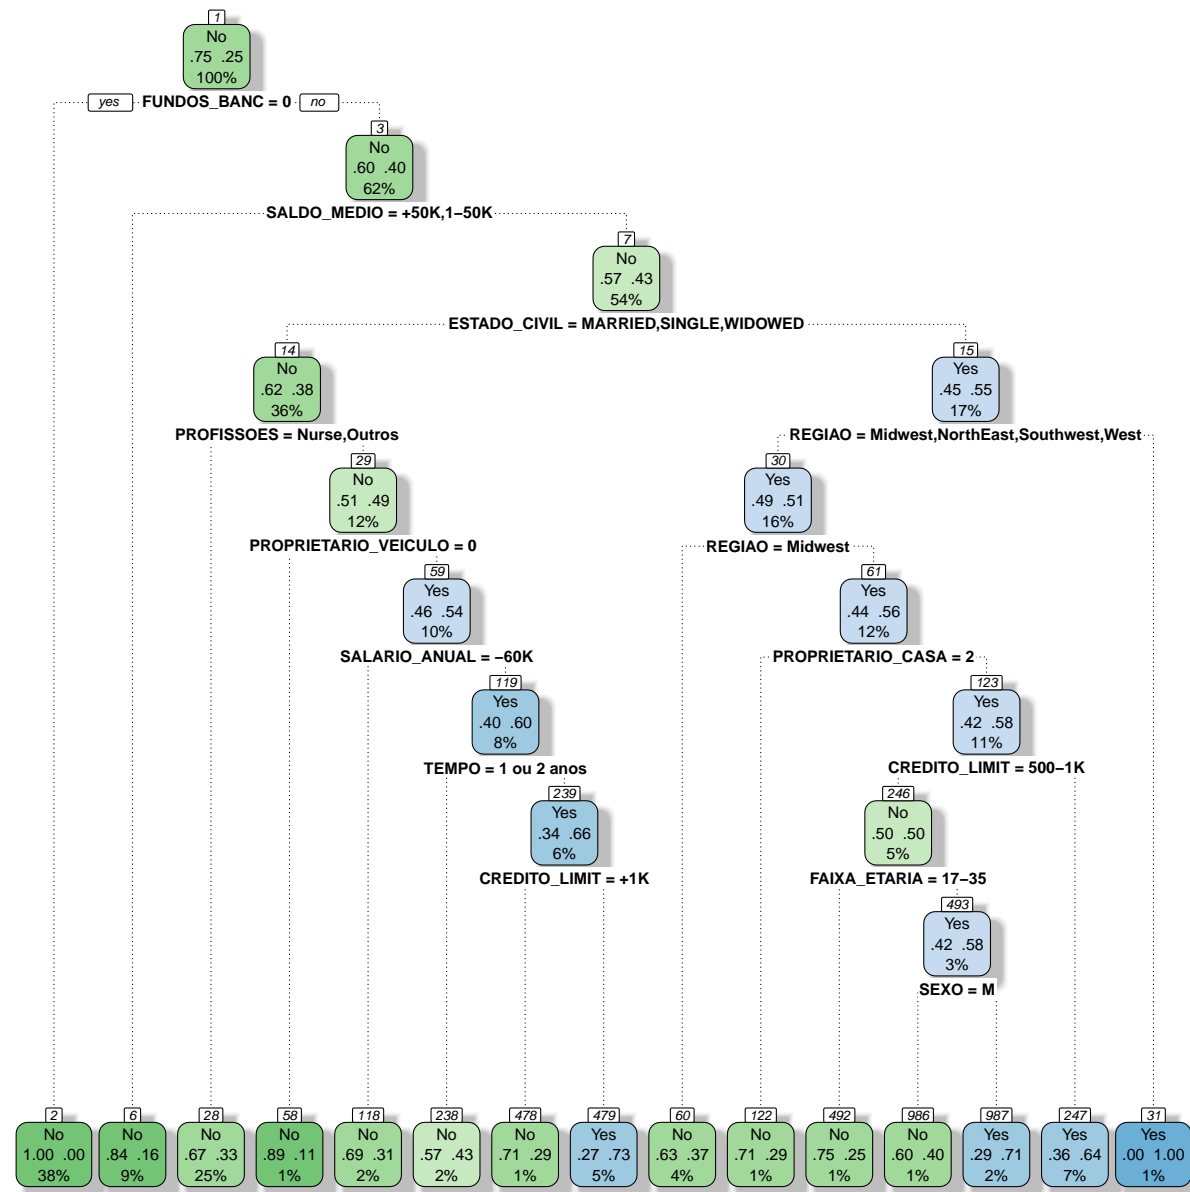 1
No
.75 .25
100%
yes FUNDOS_BANC = 0 no
3
No
.60 .40
62%
SALDO_MEDIO = +50K,1−50K
7
No
.57 .43
54%
ESTADO_CIVIL = MARRIED,SINGLE,WIDOWED
14 15
No Yes
.62 .38 .45 .55
36% 17%
PROFISSOES = Nurse,Outros REGIAO = Midwest,NorthEast,Southwest,West
29 30
No Yes
.51 .49 .49 .51
12% 16%
PROPRIETARIO_VEICULO = 0 REGIAO = Midwest
59 61
Yes Yes
.46 .54 .44 .56
10% 12%
SALARIO_ANUAL = −60K PROPRIETARIO_CASA = 2
119 123
Yes Yes
.40 .60 .42 .58
8% 11%
TEMPO = 1 ou 2 anos CREDITO_LIMIT = 500−1K
239 246
Yes No
.34 .66 .50 .50
6% 5%
CREDITO_LIMIT = +1K FAIXA_ETARIA = 17−35
493
Yes
.42 .58
3%
SEXO = M
2 6 28 58 118 238 478 479 60 122 492 986 987 247 31
No No No No No No No Yes No No No No Yes Yes Yes
1.00 .00 .84 .16 .67 .33 .89 .11 .69 .31 .57 .43 .71 .29 .27 .73 .63 .37 .71 .29 .75 .25 .60 .40 .29 .71 .36 .64 .00 1.00
38% 9% 25% 1% 2% 2% 1% 5% 4% 1% 1% 1% 2% 7% 1%